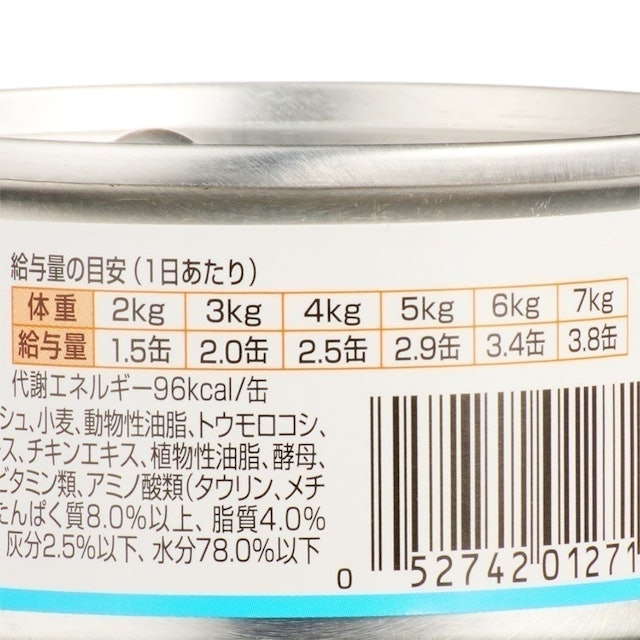 給与量の目安(1日あたり)
体重 2kg 3kg 4kg 5kg 6kg 7kg
給与量 1.5缶 2.0缶 2.5缶 2.9缶 3.4缶 3.8缶
代謝エネルギー96kcal/缶
シュ、小麦、動物性油脂、トウモロコシ、
ス、チキンエキス、植物性油脂、酵母、
ビタミン類、アミノ酸類(タウリン、メチ
たんぱく質8.0%以上、脂質4.0%
灰分2.5%以下、水分78.0%以下
0 52742 01271